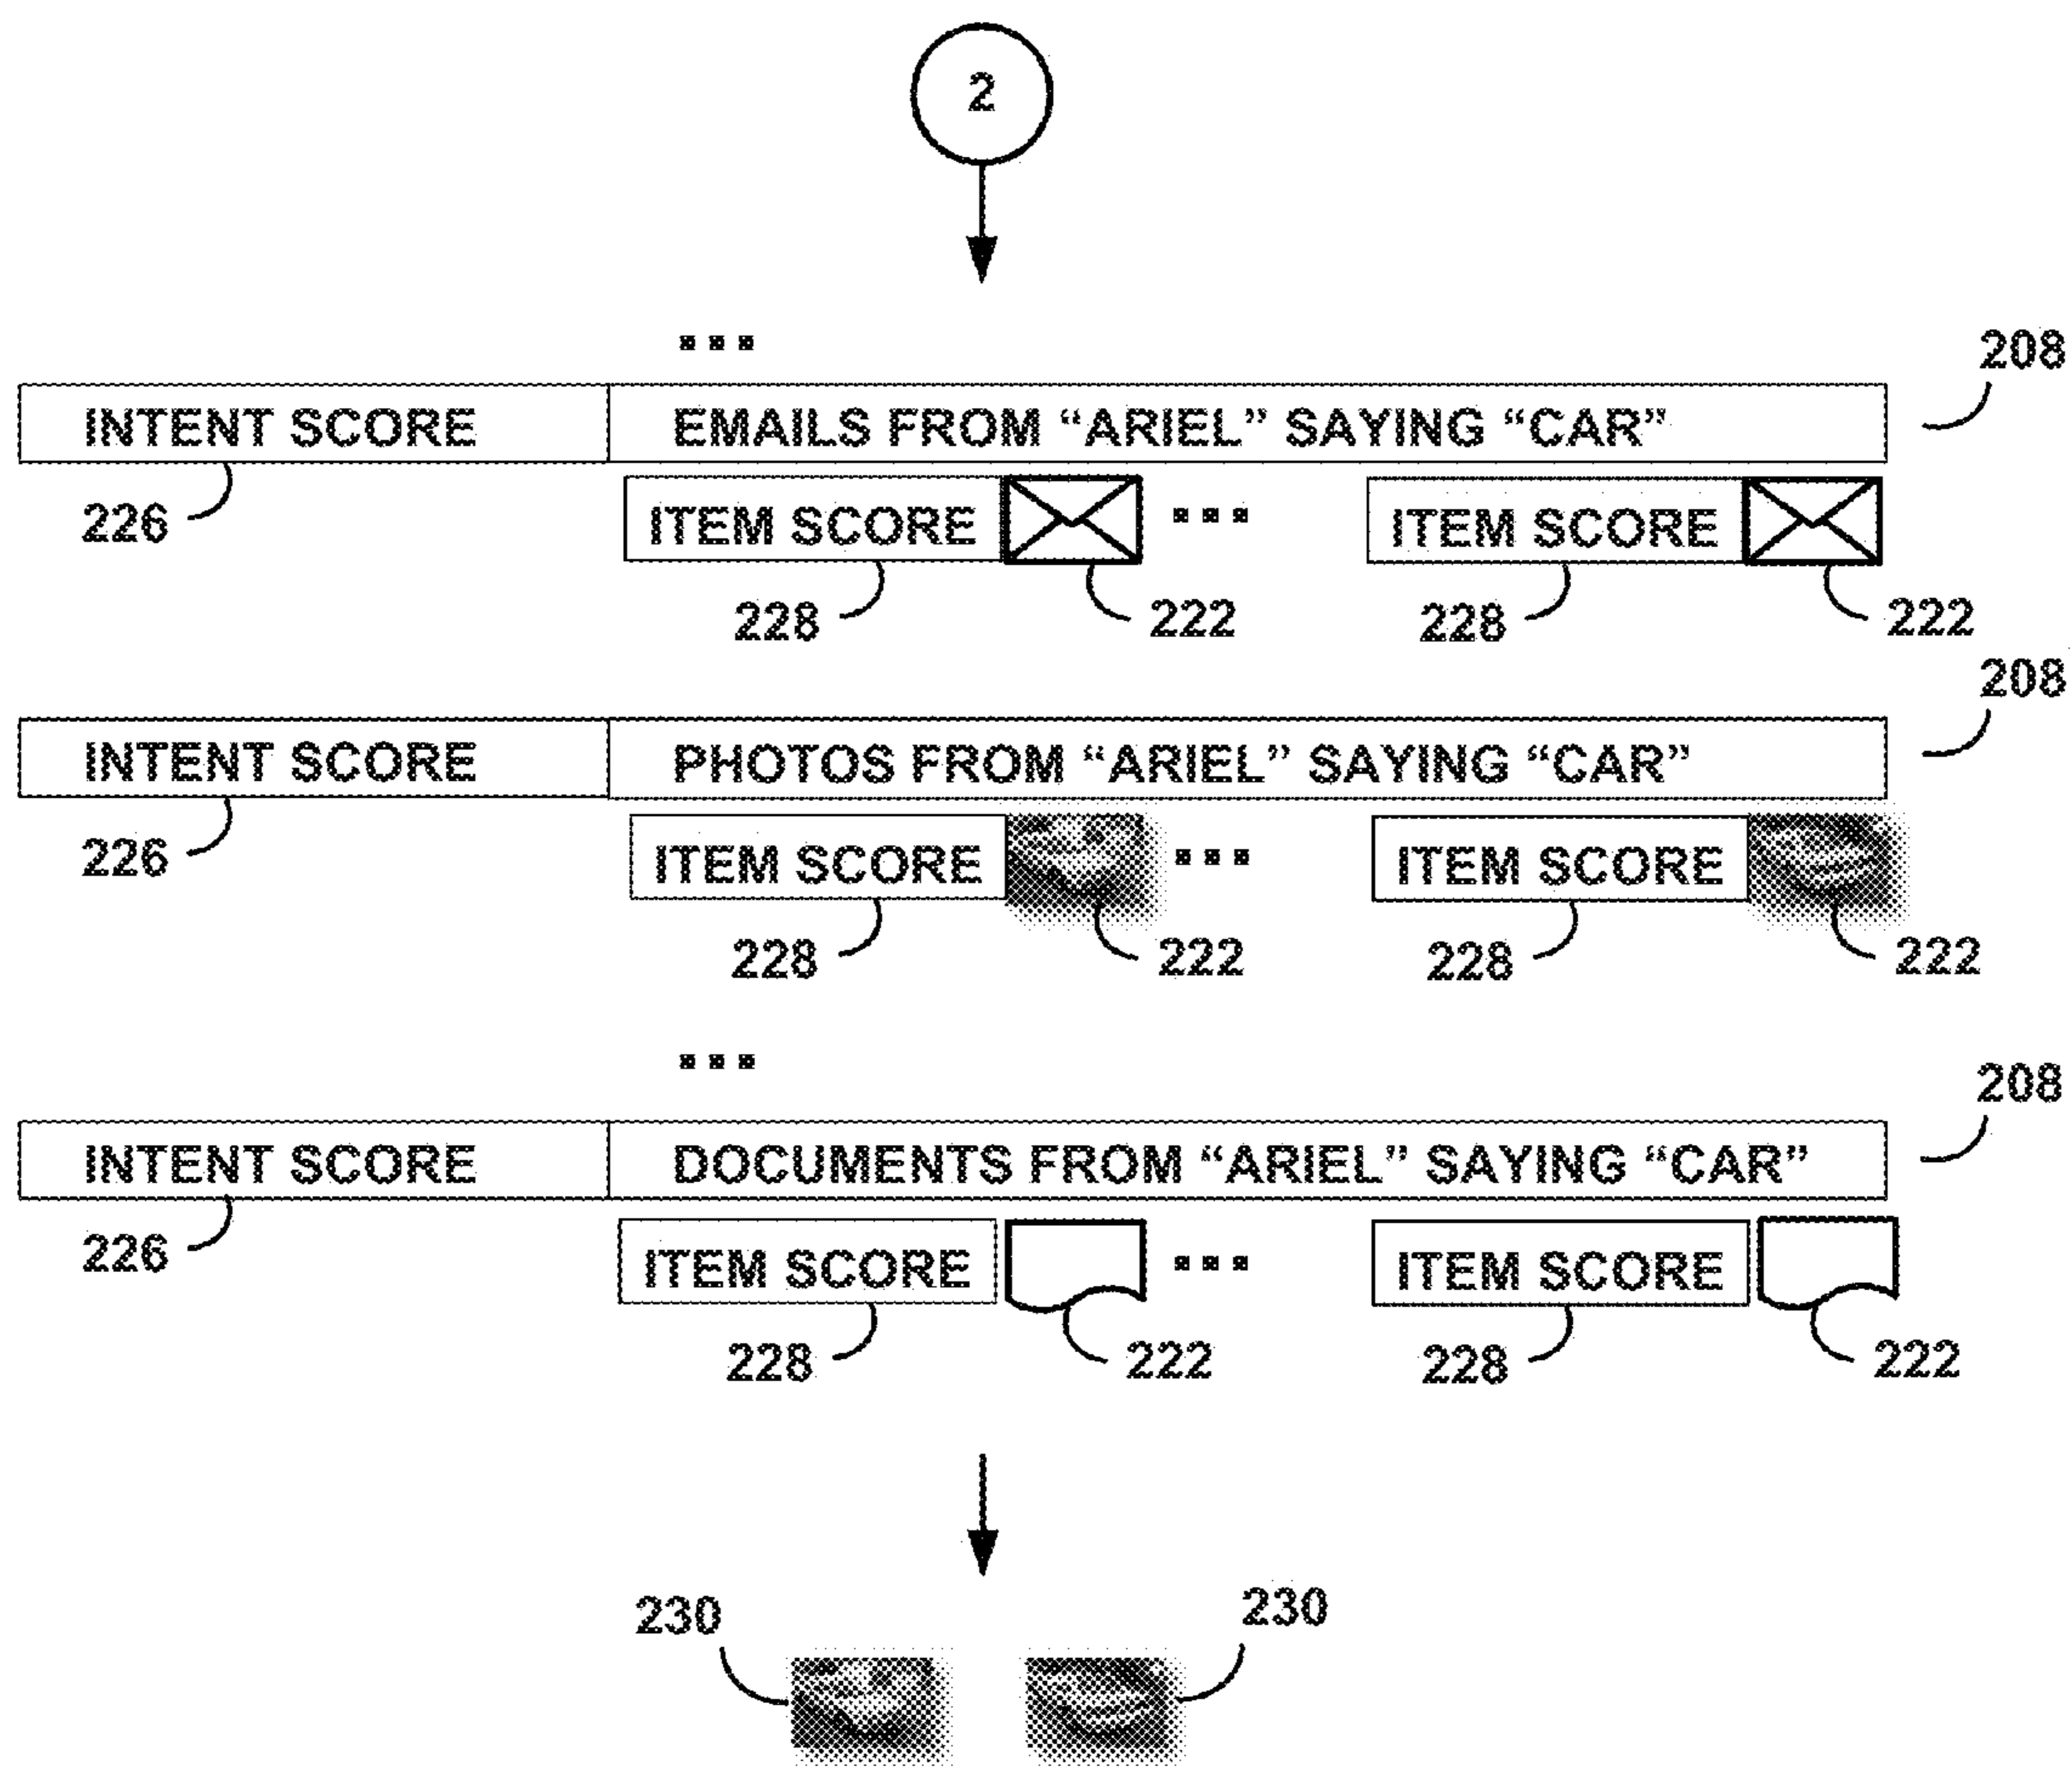 2
...
208
INTENT SCORE EMAILS FROM “ARIEL” SAYING “CAR”
226 ITEM SCORE ... ITEM SCORE
228 222 228 222
208
INTENT SCORE PHOTOS FROM “ARIEL” SAYING “CAR”
226 ITEM SCORE ... ITEM SCORE
228 222 228 222
...
208
INTENT SCORE DOCUMENTS FROM “ARIEL” SAYING “CAR”
226 ITEM SCORE ... ITEM SCORE
228 222 228 222
230 230